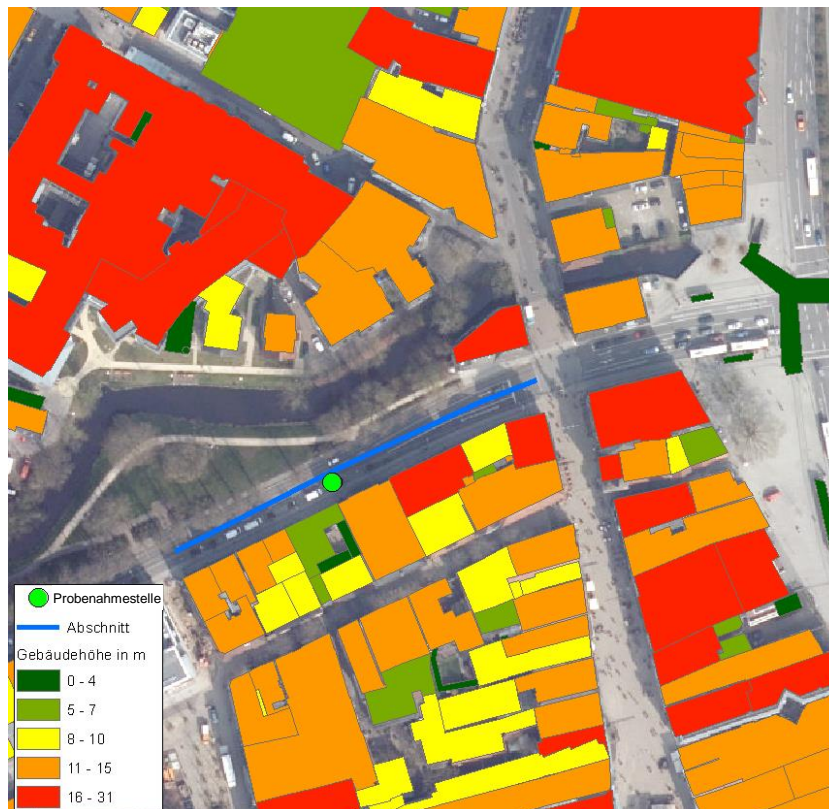 Probenahmestelle
Abschnitt
Gebäudehöhe in m
0 - 4
5 - 7
8 - 10
11 - 15
16 - 31